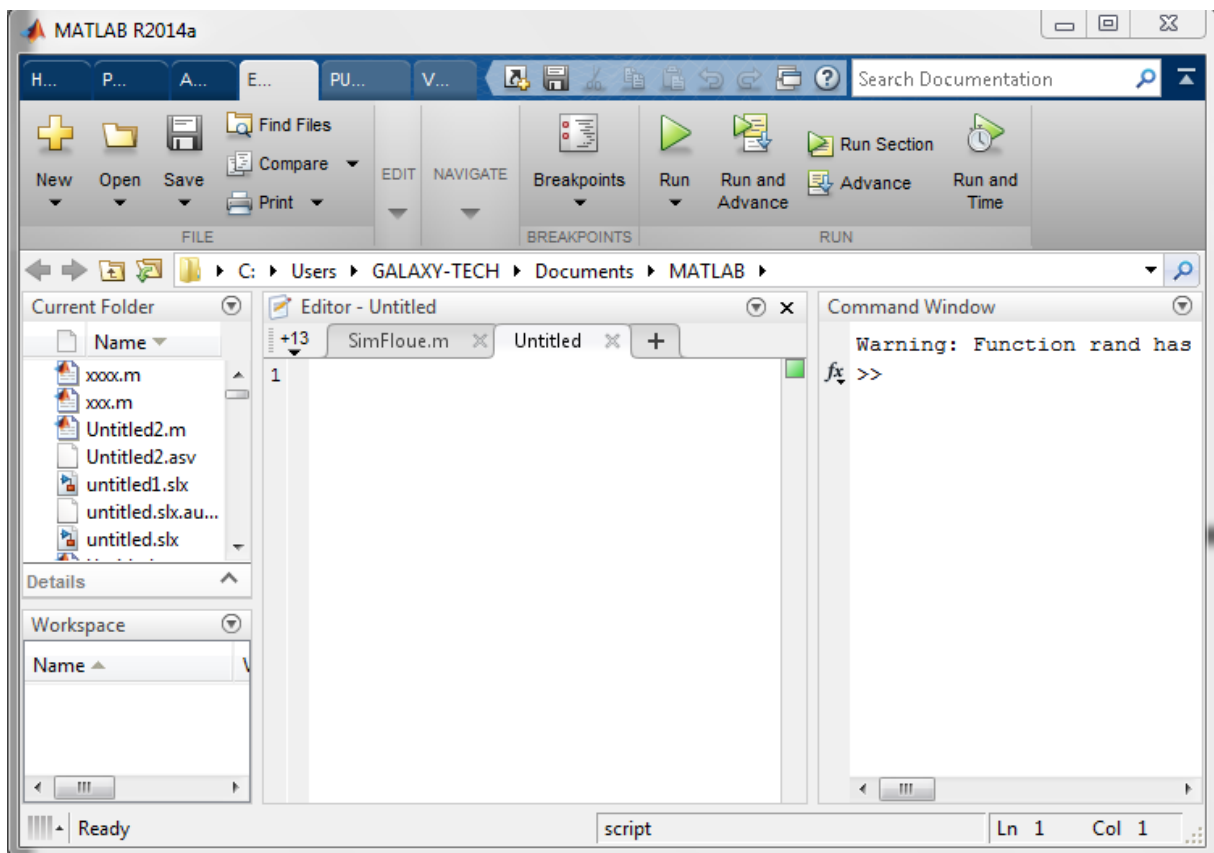 MATLAB R2014a
H... P... A... E... PU... V... Search Documentation
New Open Save Find Files Compare Print EDIT NAVIGATE Breakpoints Run Run and Advance Run Section Advance Run and Time
FILE BREAKPOINTS RUN
C: Users GALAXY-TECH Documents MATLAB
Current Folder
Name
xxxx.m
xxx.m
Untitled2.m
Untitled2.asv
untitled1.slx
untitled.slx.au...
untitled.slx
Details
Workspace
Name
Editor - Untitled
+13 SimFloue.m Untitled +
1
Command Window
Warning: Function rand has
fx >>
Ready script Ln 1 Col 1